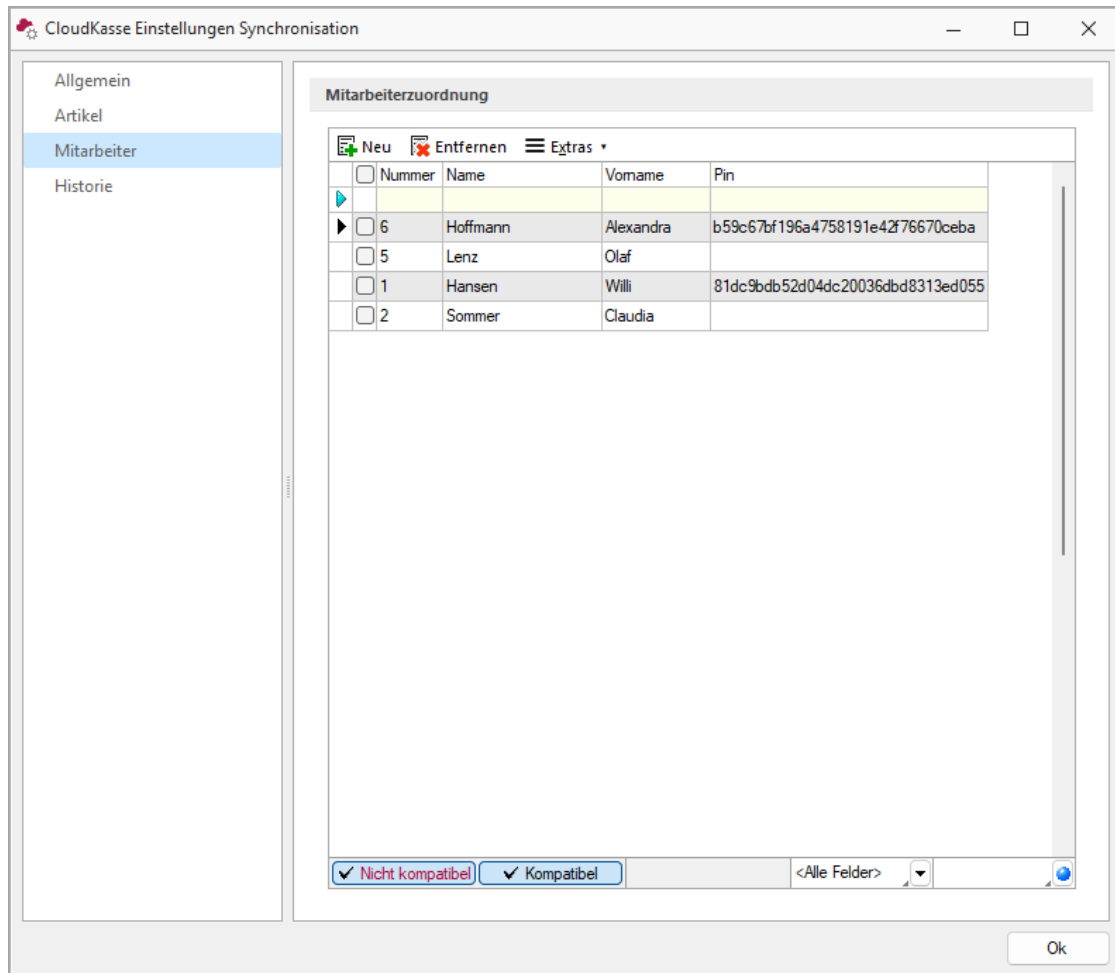 CloudKasse Einstellungen Synchronisation
Allgemein
Artikel
Mitarbeiter
Historie
Mitarbeiterzuordnung
Neu Entfernen Extras
Nummer Name Vorname Pin
6 Hoffmann Alexandra b59c67bf196a4758191e42f76670ceba
5 Lenz Olaf
1 Hansen Willi 81dc9bdb52d04dc20036dbd8313ed055
2 Sommer Claudia
Nicht kompatibel Kompatibel <Alle Felder>
Ok